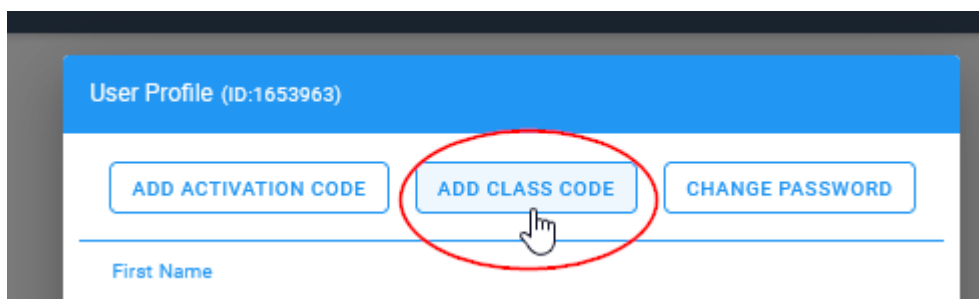 User Profile (ID:1653963)
ADD ACTIVATION CODE ADD CLASS CODE CHANGE PASSWORD
First Name